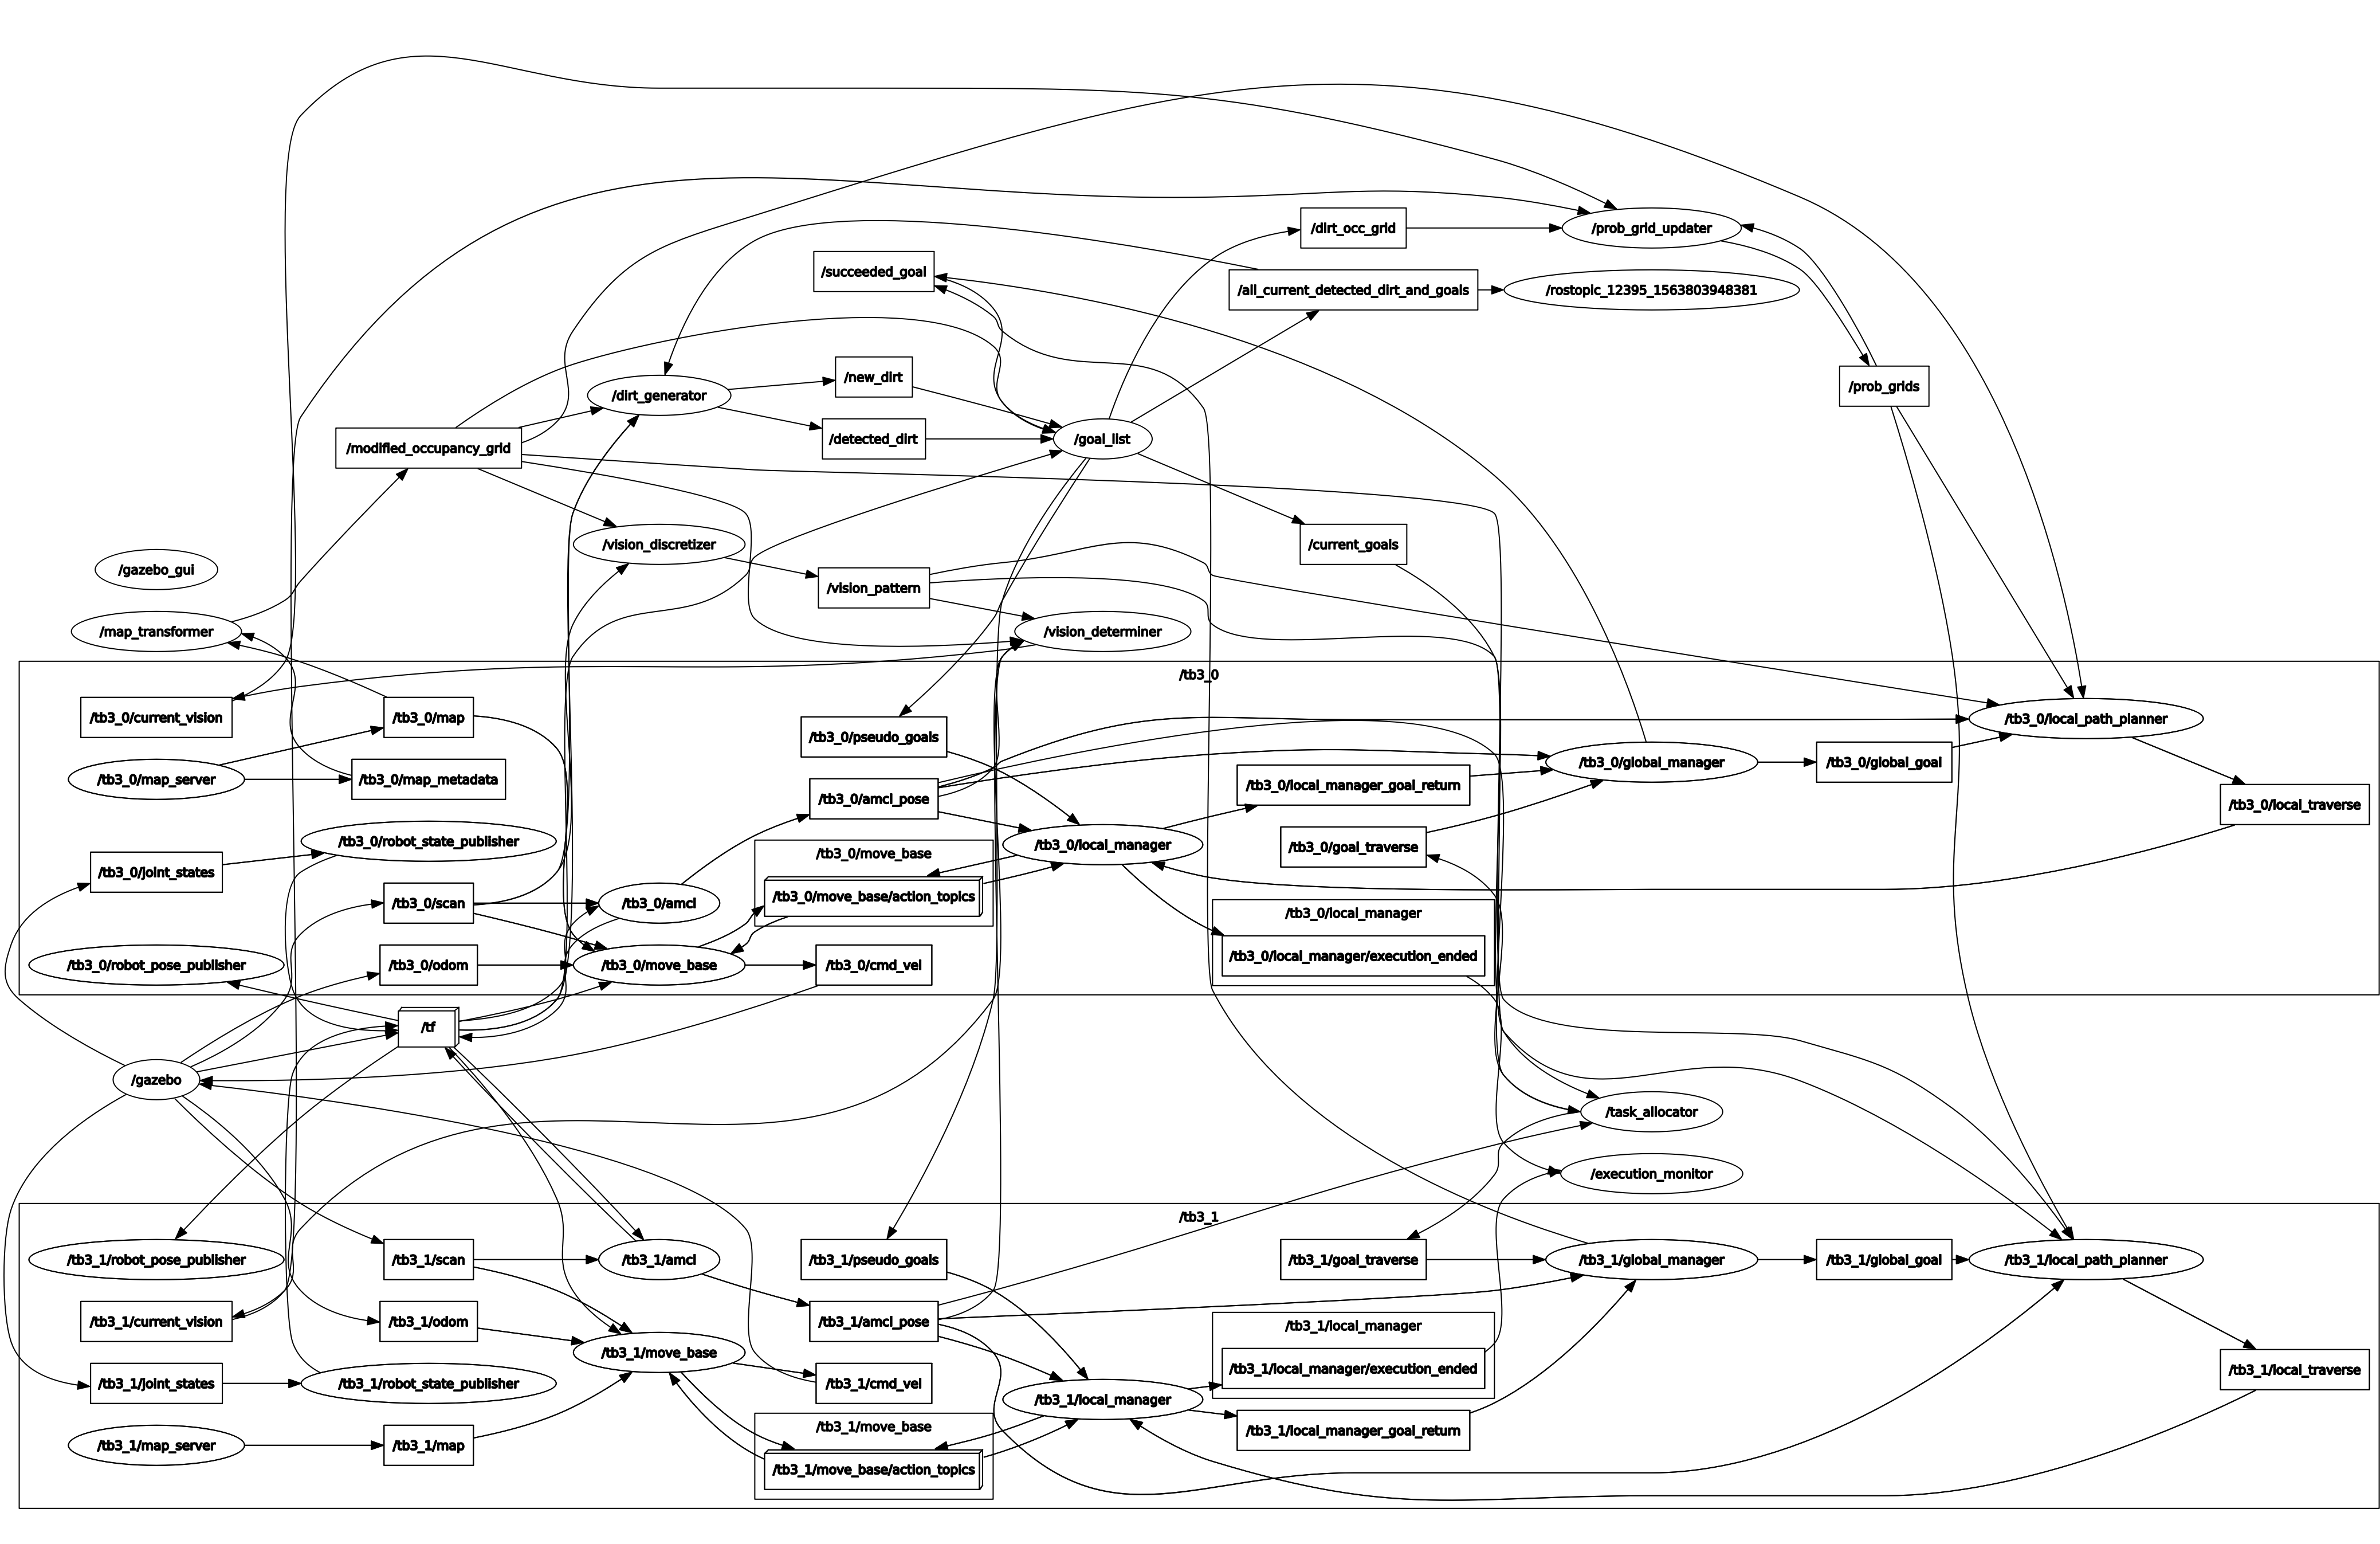 /dirt_occ_grid
/prob_grid_updater
/succeeded_goal
/all_current_detected_dirt_and_goals
/rostopic_12395_1563803948381
/new_dirt
/prob_grids
/dirt_generator
/detected_dirt
/goal_list
/modified_occupancy_grid
/vision_discretizer
/current_goals
/gazebo_gui
/vision_pattern
/map_transformer
/vision_determiner
/tb3_0
/tb3_0/current_vision
/tb3_0/map
/tb3_0/local_path_planner
/tb3_0/pseudo_goals
/tb3_0/global_manager
/tb3_0/global_goal
/tb3_0/map_server
/tb3_0/map_metadata
/tb3_0/local_manager_goal_return
/tb3_0/amcl_pose
/tb3_0/local_traverse
/tb3_0/robot_state_publisher
/tb3_0/local_manager
/tb3_0/goal_traverse
/tb3_0/move_base
/tb3_0/joint_states
/tb3_0/move_base/action_topics
/tb3_0/scan
/tb3_0/amcl
/tb3_0/local_manager
/tb3_0/local_manager/execution_ended
/tb3_0/robot_pose_publisher
/tb3_0/odom
/tb3_0/move_base
/tb3_0/cmd_vel
/tf
/gazebo
/task_allocator
/execution_monitor
/tb3_1
/tb3_1/robot_pose_publisher
/tb3_1/scan
/tb3_1/amcl
/tb3_1/pseudo_goals
/tb3_1/goal_traverse
/tb3_1/global_manager
/tb3_1/global_goal
/tb3_1/local_path_planner
/tb3_1/current_vision
/tb3_1/odom
/tb3_1/amcl_pose
/tb3_1/local_manager
/tb3_1/move_base
/tb3_1/local_manager/execution_ended
/tb3_1/local_traverse
/tb3_1/joint_states
/tb3_1/robot_state_publisher
/tb3_1/cmd_vel
/tb3_1/local_manager
/tb3_1/move_base
/tb3_1/local_manager_goal_return
/tb3_1/map_server
/tb3_1/map
/tb3_1/move_base/action_topics